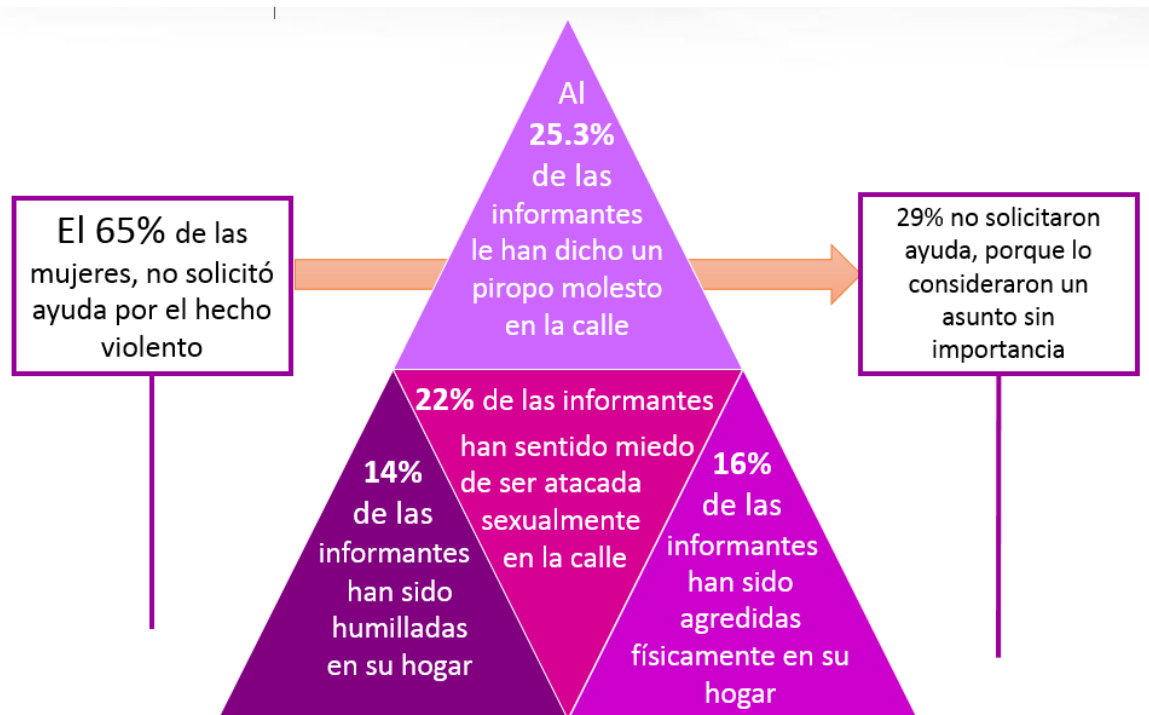 Al
25.3%
de las
informantes
le han dicho un
piropo molesto
en la calle
El 65% de las
mujeres, no solicitó
ayuda por el hecho
violento
29% no solicitaron
ayuda, porque lo
consideraron un
asunto sin
importancia
22% de las informantes
han sentido miedo
de ser atacada
sexualmente
en la calle
14%
de las
informantes
han sido
humilladas
en su hogar
16%
de las
informantes
han sido
agredidas
físicamente en su
hogar